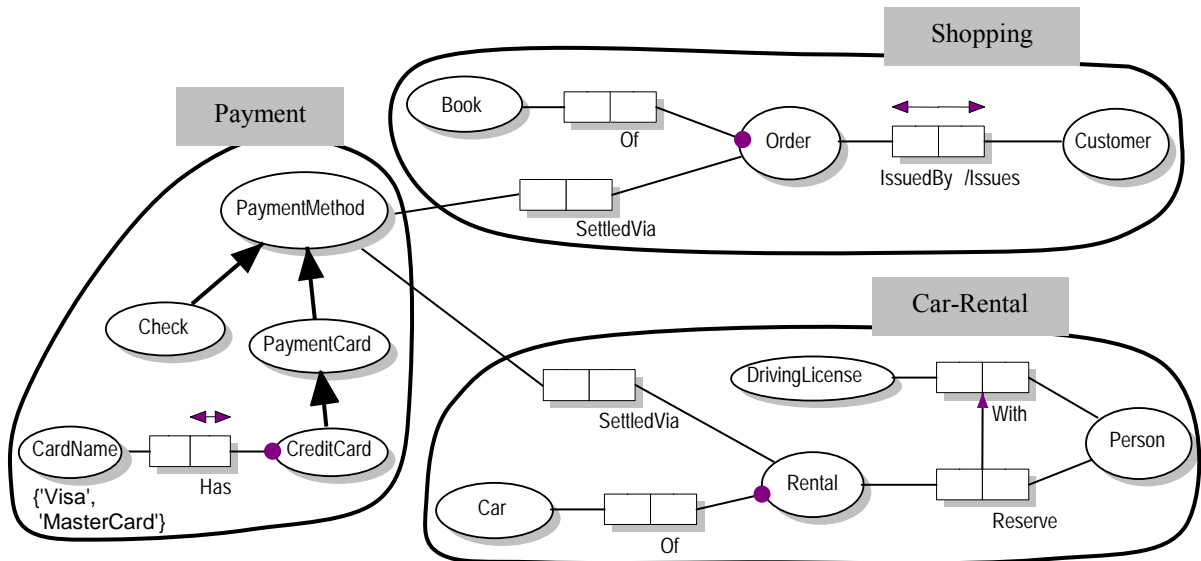 Shopping
Book
Of
Order
Customer
IssuedBy /Issues
SettledVia
Payment
PaymentMethod
Check
PaymentCard
CardName
Has
CreditCard
{'Visa',
'MasterCard'}
Car-Rental
DrivingLicense
With
Person
SettledVia
Rental
Reserve
Car
Of